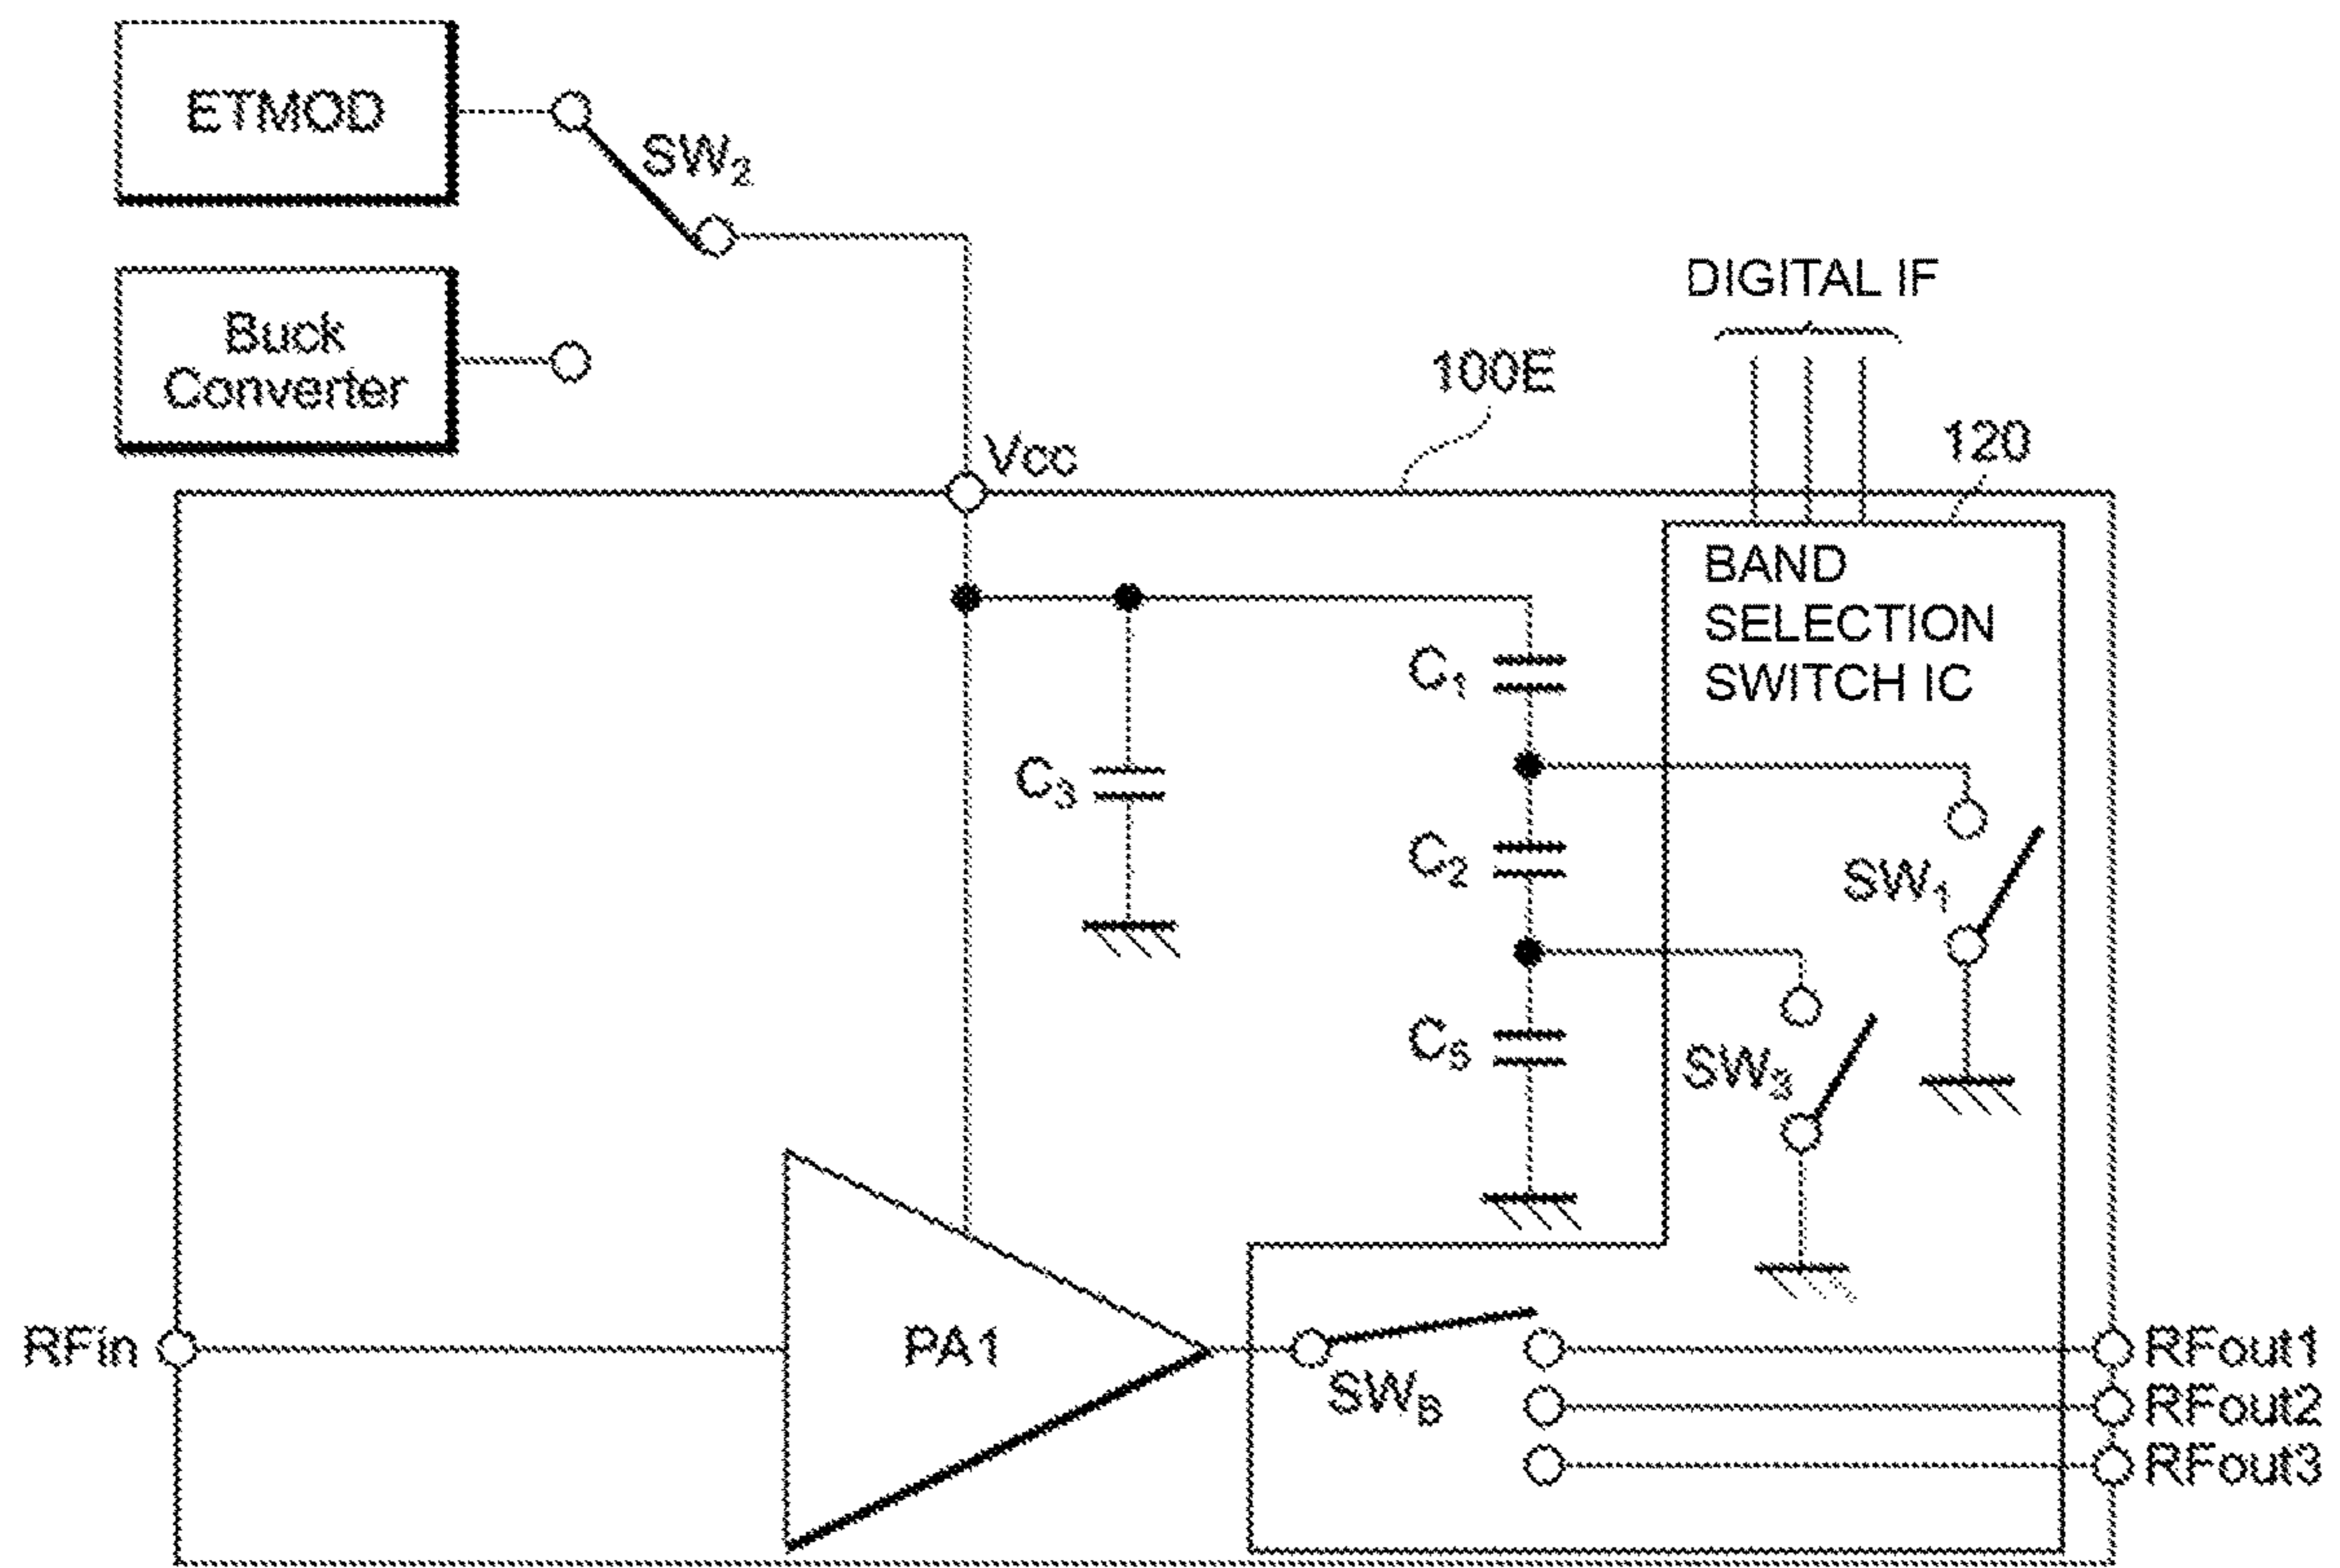 ETMOD
SW₂
Buck
Converter
DIGITAL IF
100E
120
Vcc
BAND
SELECTION
SWITCH IC
C₁
C₃
C₂
SW₁
C₅
SW₃
RFin
PA1
SW_B
RFout1
RFout2
RFout3